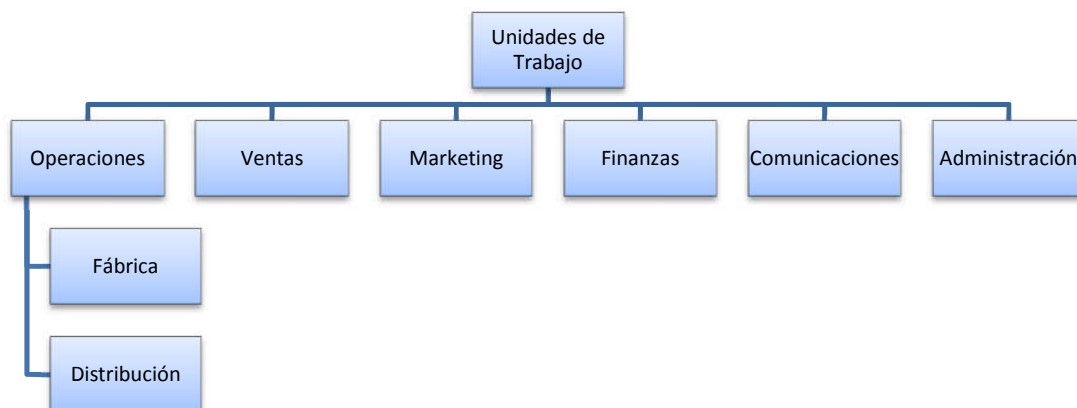 Unidades de
Trabajo
Operaciones
Ventas
Marketing
Finanzas
Comunicaciones
Administración
Fábrica
Distribución